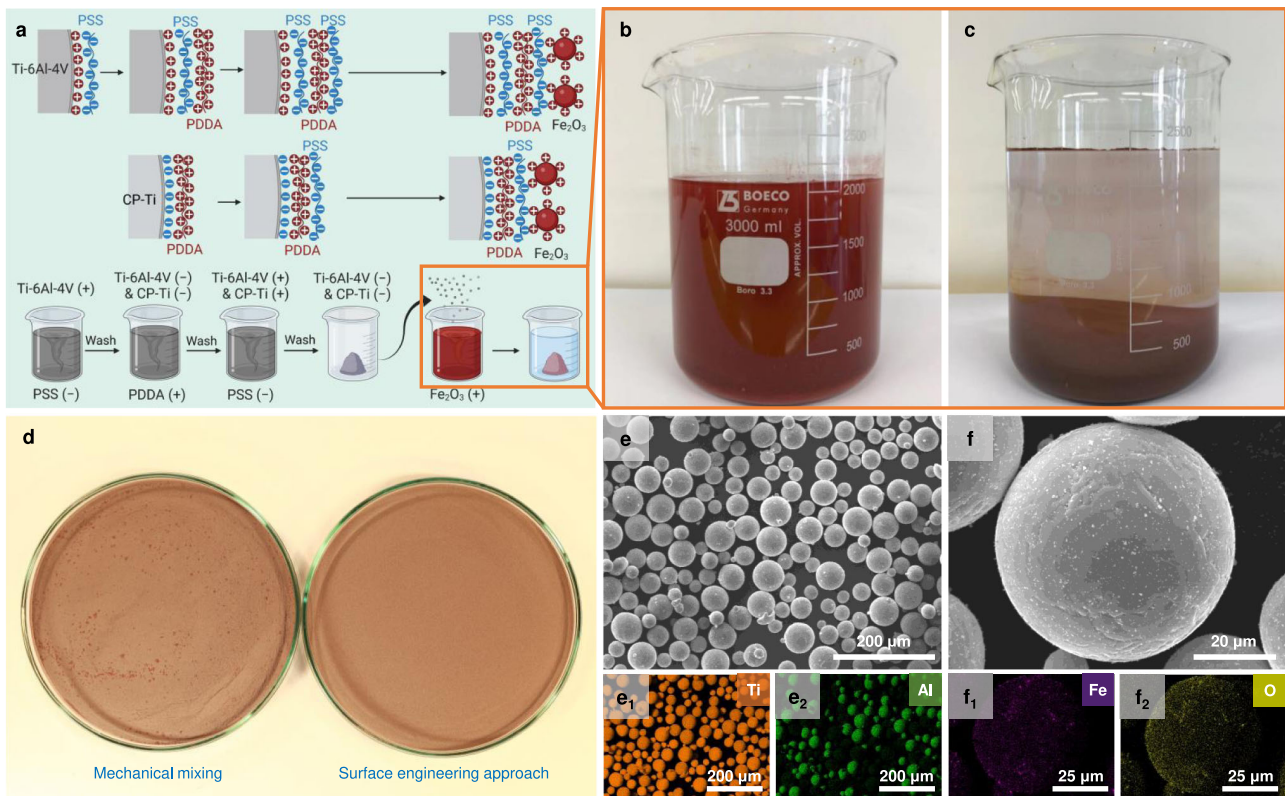 a
PSS
PSS
PSS PSS
PSS PSS
Ti-6Al-4V
PDDA
PDDA
PDDA
Fe₂O₃
PSS
PSS
CP-Ti
PDDA
PDDA
PDDA
Fe₂O₃
Ti-6Al-4V (+)
Ti-6Al-4V (−)
& CP-Ti (−)
Ti-6Al-4V (+)
& CP-Ti (+)
Ti-6Al-4V (−)
& CP-Ti (−)
Wash
Wash
Wash
PSS (−)
PDDA (+)
PSS (−)
Fe₂O₃ (+)
b
2500
2000
BOECO
Germany
3000 ml
1500
APPROX. VOL.
1000
Boro 3.3
500
c
2500
1000
500
d
Mechanical mixing
Surface engineering approach
e
200 µm
f
20 µm
e₁
Ti
200 µm
e₂
Al
200 µm
f₁
Fe
25 µm
f₂
O
25 µm